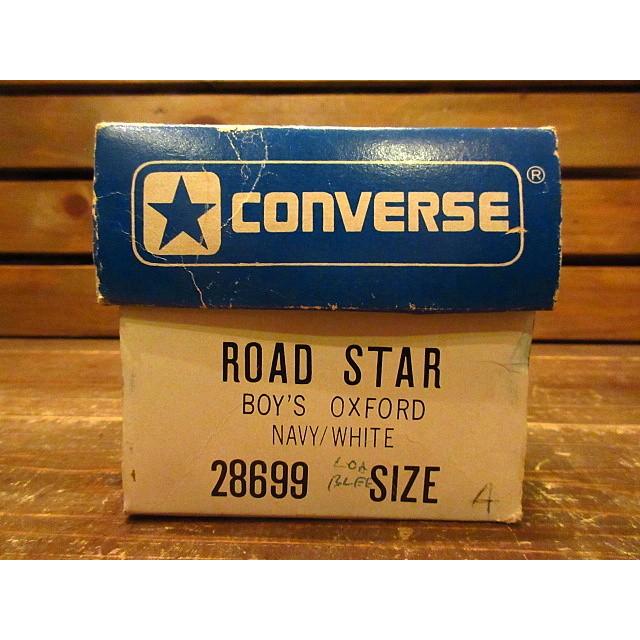 CONVERSE ®
ROAD STAR
BOY'S OXFORD
NAVY/WHITE
28699 SIZE 4